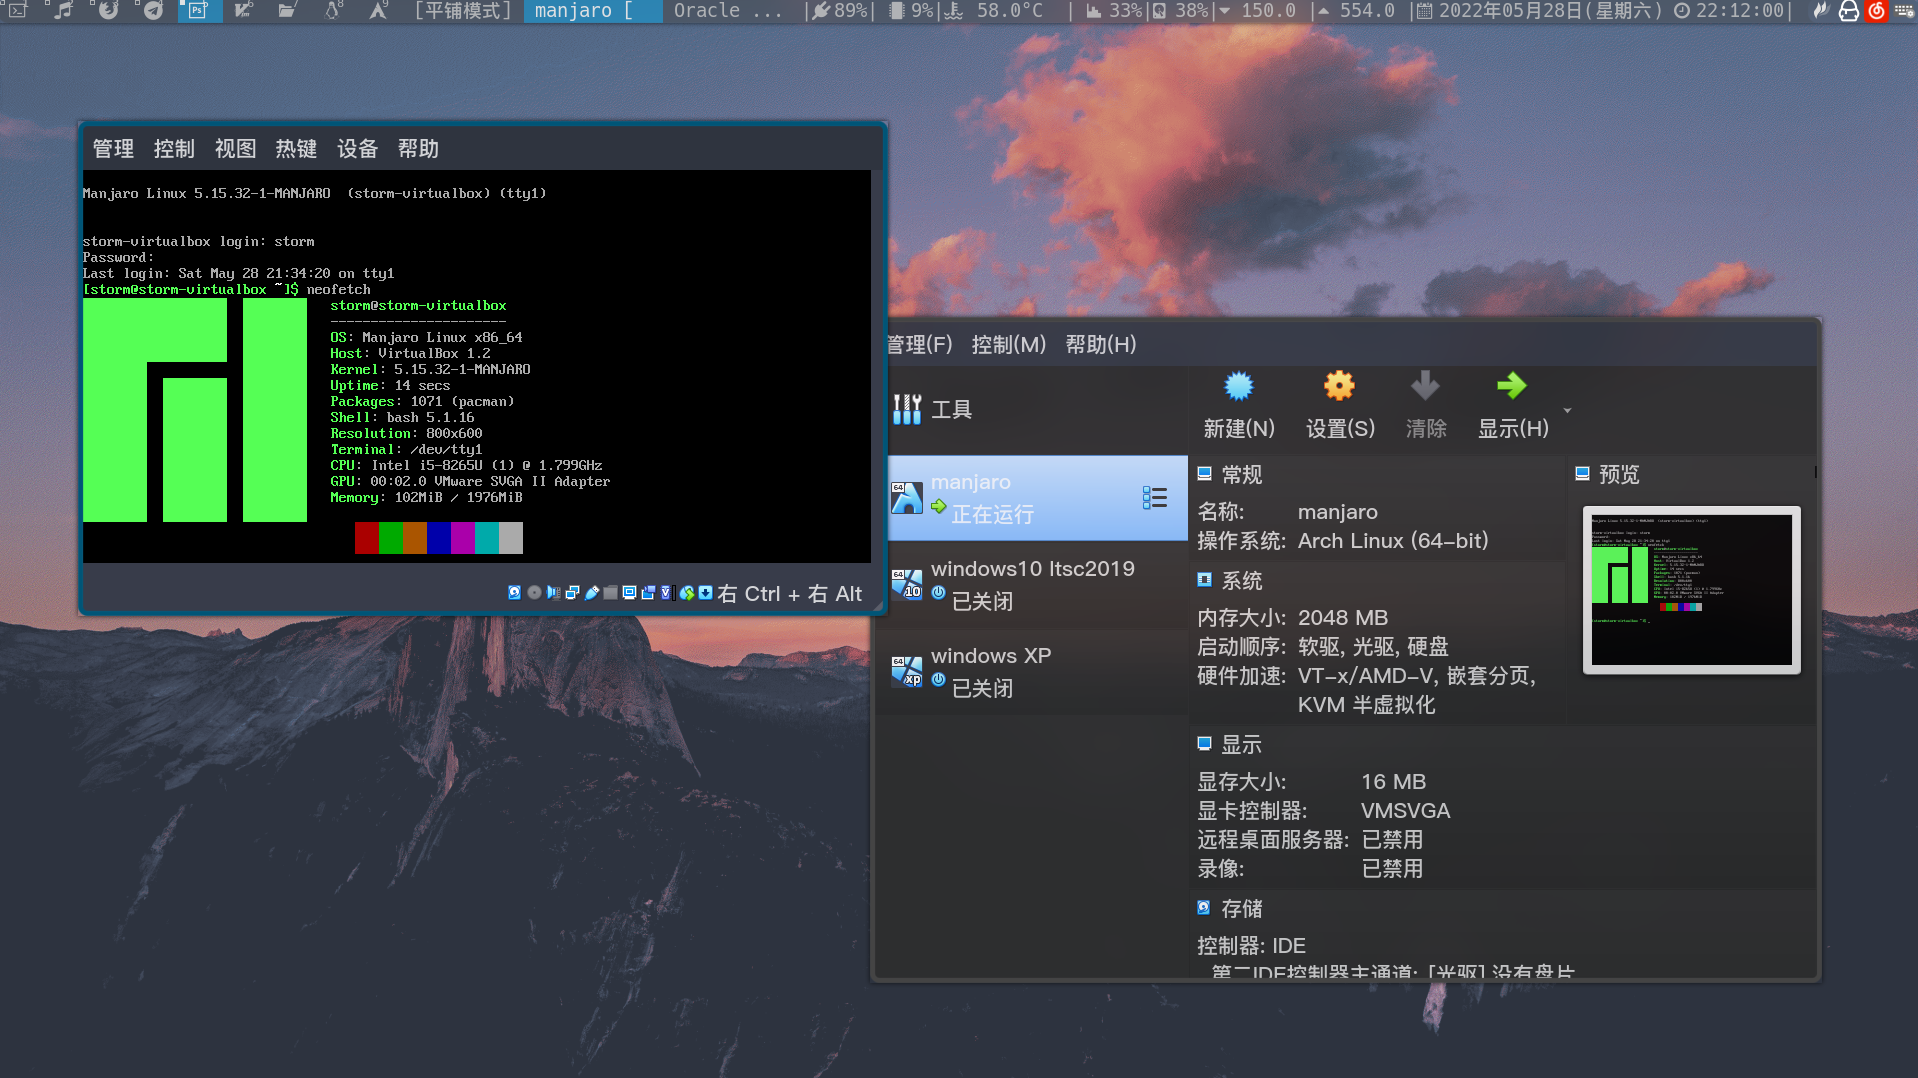 [平铺模式] manjaro [ Oracle ... | 89%| 9%| 58.0°C | 33%| 38%| 150.0 | 554.0 | 2022年05月28日(星期六) 22:12:00|
管理 控制 视图 热键 设备 帮助
Manjaro Linux 5.15.32-1-MANJARO  (storm-virtualbox) (tty1)
storm-virtualbox login: storm
Password:
Last login: Sat May 28 21:34:20 on tty1
[storm@storm-virtualbox ~]$ neofetch
storm@storm-virtualbox
----------------------
OS: Manjaro Linux x86_64
Host: VirtualBox 1.2
Kernel: 5.15.32-1-MANJARO
Uptime: 14 secs
Packages: 1071 (pacman)
Shell: bash 5.1.16
Resolution: 800x600
Terminal: /dev/tty1
CPU: Intel i5-8265U (1) @ 1.799GHz
GPU: 00:02.0 VMware SVGA II Adapter
Memory: 102MiB / 1976MiB
右 Ctrl + 右 Alt
管理(F) 控制(M) 帮助(H)
工具
新建(N) 设置(S) 清除 显示(H)
64 manjaro
正在运行
64 10 windows10 ltsc2019
已关闭
64 xp windows XP
已关闭
常规
名称: manjaro
操作系统: Arch Linux (64-bit)
系统
内存大小: 2048 MB
启动顺序: 软驱, 光驱, 硬盘
硬件加速: VT-x/AMD-V, 嵌套分页,
KVM 半虚拟化
显示
显存大小: 16 MB
显卡控制器: VMSVGA
远程桌面服务器: 已禁用
录像: 已禁用
存储
控制器: IDE
第二IDE控制器主通道: [光驱] 没有盘片
预览